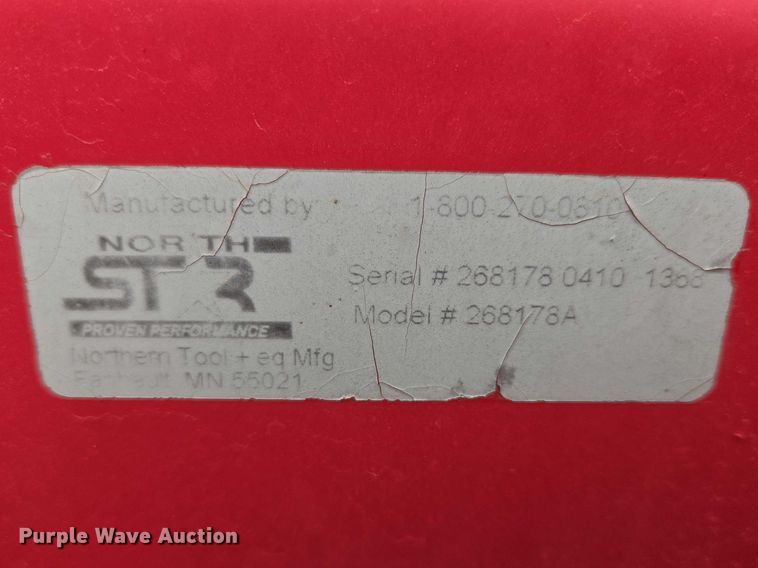 Manufactured by
1-800-270-0810
NORTH
STAR
PROVEN PERFORMANCE
Serial # 268178 0410 1368
Model # 268178A
Northern Tool + eq Mfg
Faribault, MN 55021
Purple Wave Auction®